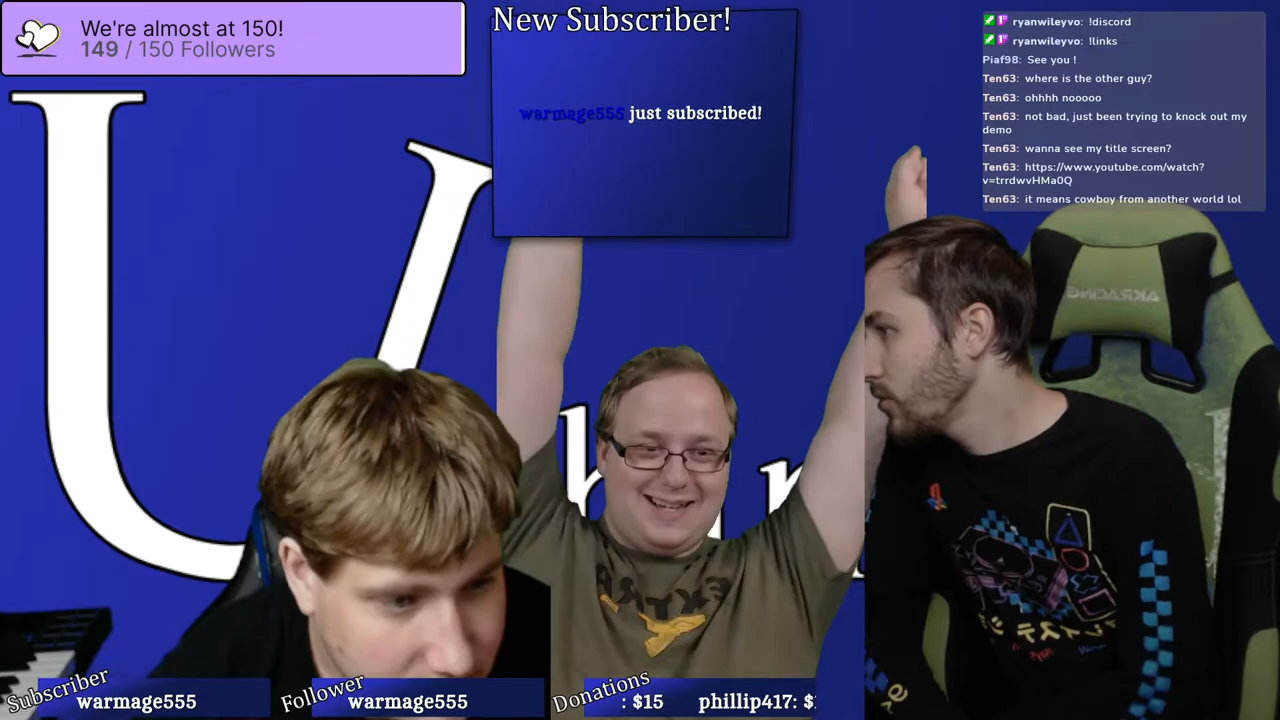 We're almost at 150!
149 / 150 Followers
New Subscriber!
warmage555 just subscribed!
ryanwileyvo: !discord
ryanwileyvo: !links
Piaf98: See you !
Ten63: where is the other guy?
Ten63: ohhhh nooooo
Ten63: not bad, just been trying to knock out my
demo
Ten63: wanna see my title screen?
Ten63: https://www.youtube.com/watch?
v=trrdwvHMa0Q
Ten63: it means cowboy from another world lol
AKRACING
Subscriber
warmage555
Follower
warmage555
Donations
: $15 phillip417: $